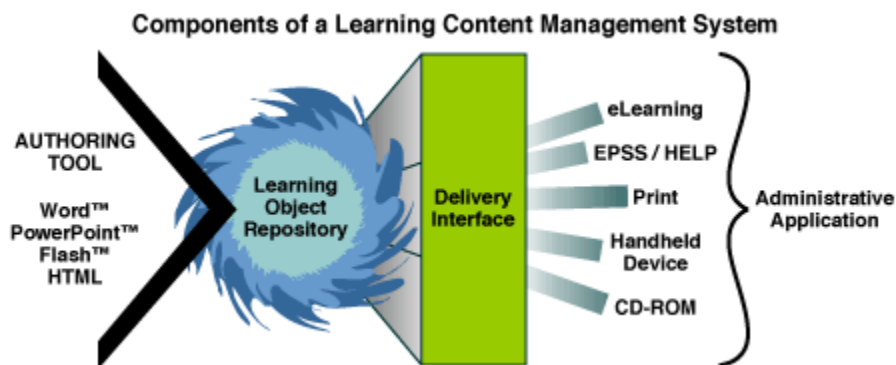 Components of a Learning Content Management System
AUTHORING
TOOL
Word™
PowerPoint™
Flash™
HTML
Learning
Object
Repository
Delivery
Interface
eLearning
EPSS / HELP
Print
Handheld
Device
CD-ROM
Administrative
Application